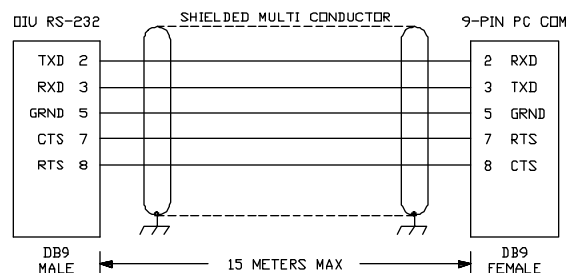 OIU RS-232
SHIELDED MULTI CONDUCTOR
9-PIN PC COM
TXD 2
2 RXD
RXD 3
3 TXD
GRND 5
5 GRND
CTS 7
7 RTS
RTS 8
8 CTS
DB9
MALE
15 METERS MAX
DB9
FEMALE